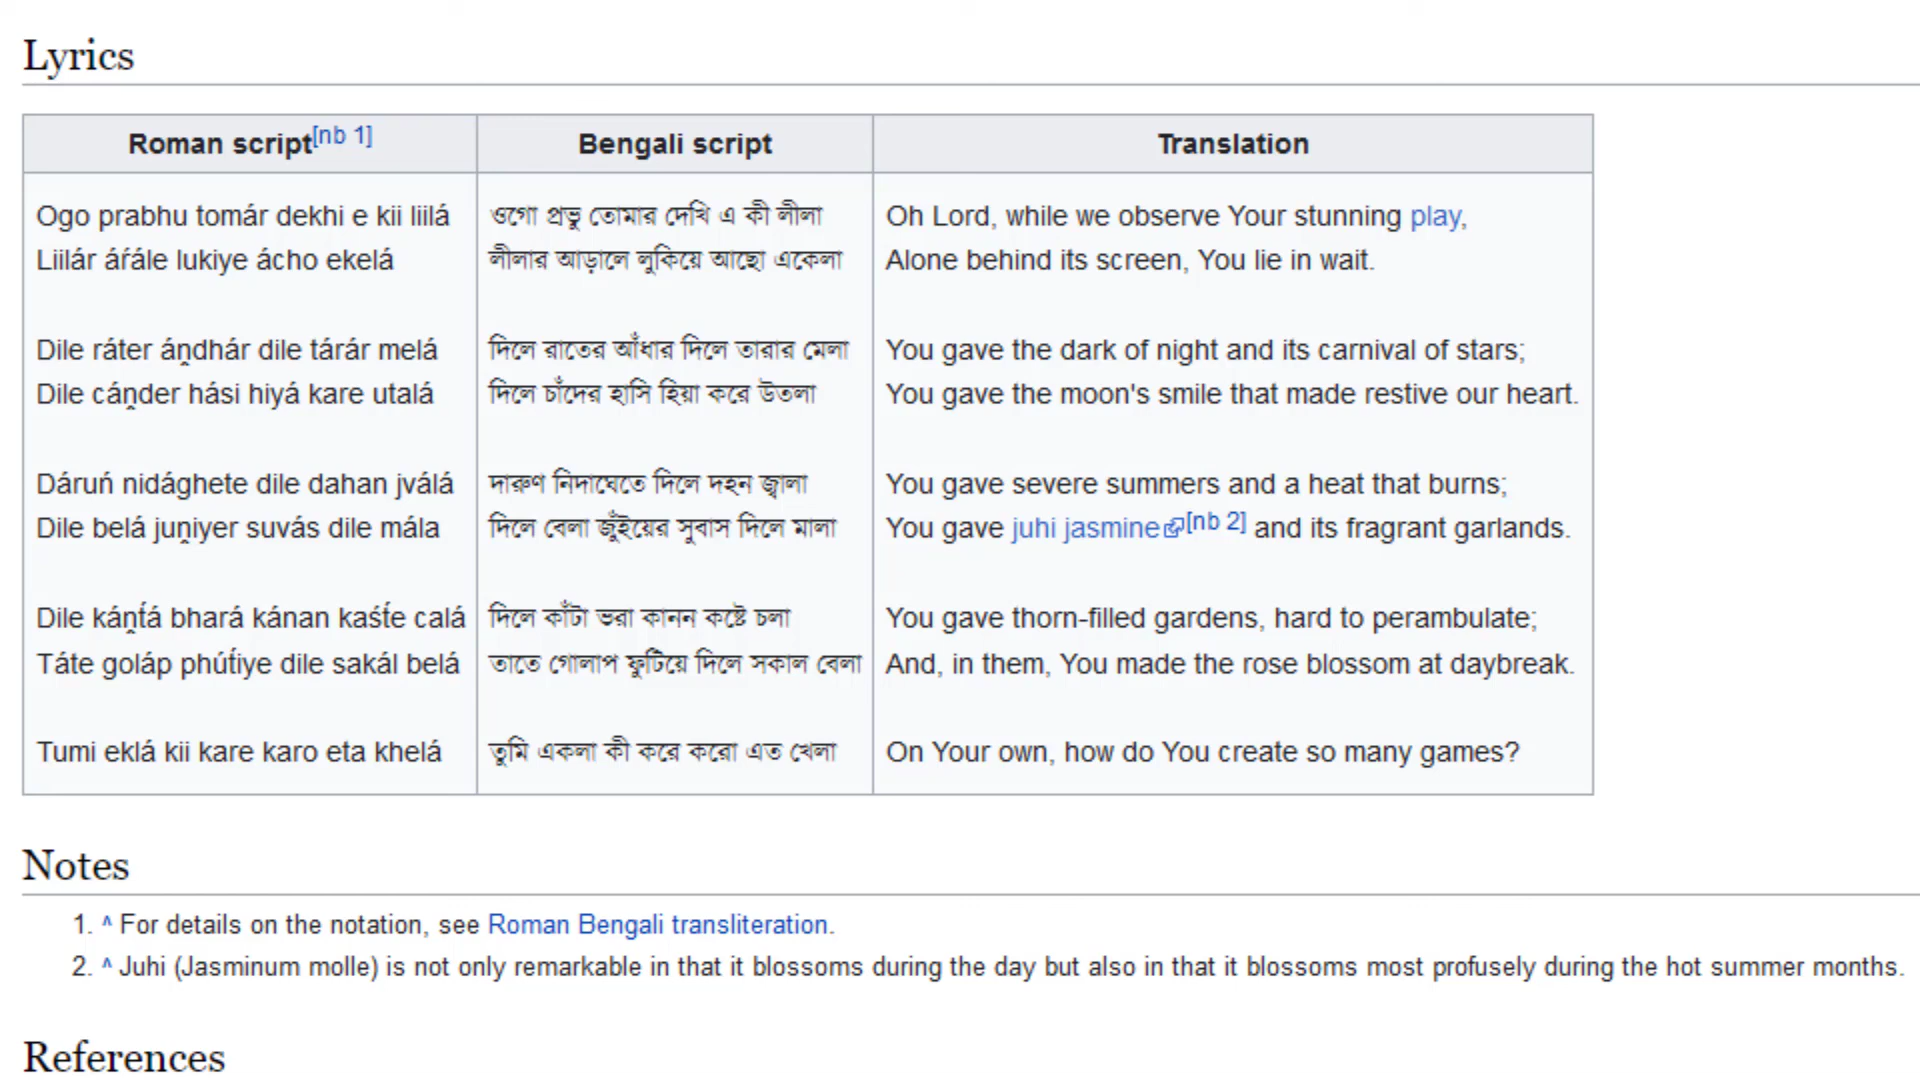 Lyrics
Roman script[nb 1] Bengali script Translation
Ogo prabhu tomár dekhi e kii liilá ওগো প্রভু তোমার দেখি এ কী লীলা Oh Lord, while we observe Your stunning play,
Liilár áŕále lukiye ácho ekelá লীলার আড়ালে লুকিয়ে আছো একেলা Alone behind its screen, You lie in wait.
Dile ráter áṋdhár dile tárár melá দিলে রাতের আঁধার দিলে তারার মেলা You gave the dark of night and its carnival of stars;
Dile cáṋder hási hiyá kare utalá দিলে চাঁদের হাসি হিয়া করে উতলা You gave the moon's smile that made restive our heart.
Dáruń nidághete dile dahan jválá দারুণ নিদাঘেতে দিলে দহন জ্বালা You gave severe summers and a heat that burns;
Dile belá juṋiyer suvás dile mála দিলে বেলা জুঁইয়ের সুবাস দিলে মালা You gave juhi jasmine[nb 2] and its fragrant garlands.
Dile káṋt́á bhará kánan kaśt́e calá দিলে কাঁটা ভরা কানন কষ্টে চলা You gave thorn-filled gardens, hard to perambulate;
Táte goláp phút́iye dile sakál belá তাতে গোলাপ ফুটিয়ে দিলে সকাল বেলা And, in them, You made the rose blossom at daybreak.
Tumi eklá kii kare karo eta khelá তুমি একলা কী করে করো এত খেলা On Your own, how do You create so many games?
Notes
1. ^ For details on the notation, see Roman Bengali transliteration.
2. ^ Juhi (Jasminum molle) is not only remarkable in that it blossoms during the day but also in that it blossoms most profusely during the hot summer months.
References